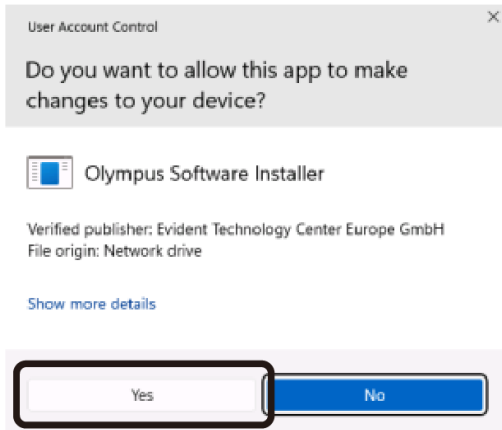 User Account Control
Do you want to allow this app to make
changes to your device?
Olympus Software Installer
Verified publisher: Evident Technology Center Europe GmbH
File origin: Network drive
Show more details
Yes
No